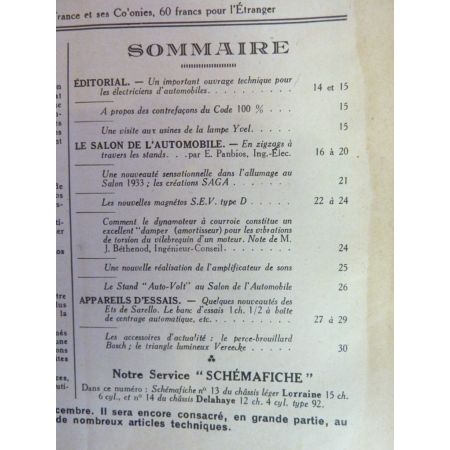 France et ses Co'onies, 60 francs pour l'Étranger
SOMMAIRE
ÉDITORIAL. — Un important ouvrage technique pour
les électriciens d'automobiles. . . . . . . . . . 14 et 15
A propos des contrefaçons du Code 100 % . . . 15
Une visite aux usines de la lampe Yvel. . . . . 15
LE SALON DE L'AUTOMOBILE. — En zigzags à
travers les stands. . . par E. Panbios, Ing.-Élec. 16 à 20
Une nouveauté sensationnelle dans l'allumage au
Salon 1933 ; les créations SAGA . . . . . . . 21
Les nouvelles magnétos S.E.V. type D . . . . . . 22 à 24
Comment le dynamoteur à courroie constitue un
excellent "damper (amortisseur) pour les vibrations
de torsion du vilebrequin d'un moteur. Note de M.
J. Béthenod, Ingénieur-Conseil . . . . . . . . 24
Une nouvelle réalisation de l'amplificateur de sons 25
Le Stand "Auto-Volt" au Salon de l'Automobile 26
APPAREILS D'ESSAIS. — Quelques nouveautés des
Ets de Sarello. Le banc d'essais 1 ch. 1/2 à boîte
de centrage automatique, etc. . . . . . . . . . 27 à 29
Les accessoires d'actualité : le perce-brouillard
Bosch ; le triangle lumineux Vereecke . . . . 30
Notre Service "SCHÉMAFICHE"
Dans ce numéro : Schémafiche n° 13 du châssis léger Lorraine 15 ch.
6 cyl., et n° 14 du châssis Delahaye 12 ch. 4 cyl. type 92.
cembre. Il sera encore consacré, en grande partie, au
de nombreux articles techniques.